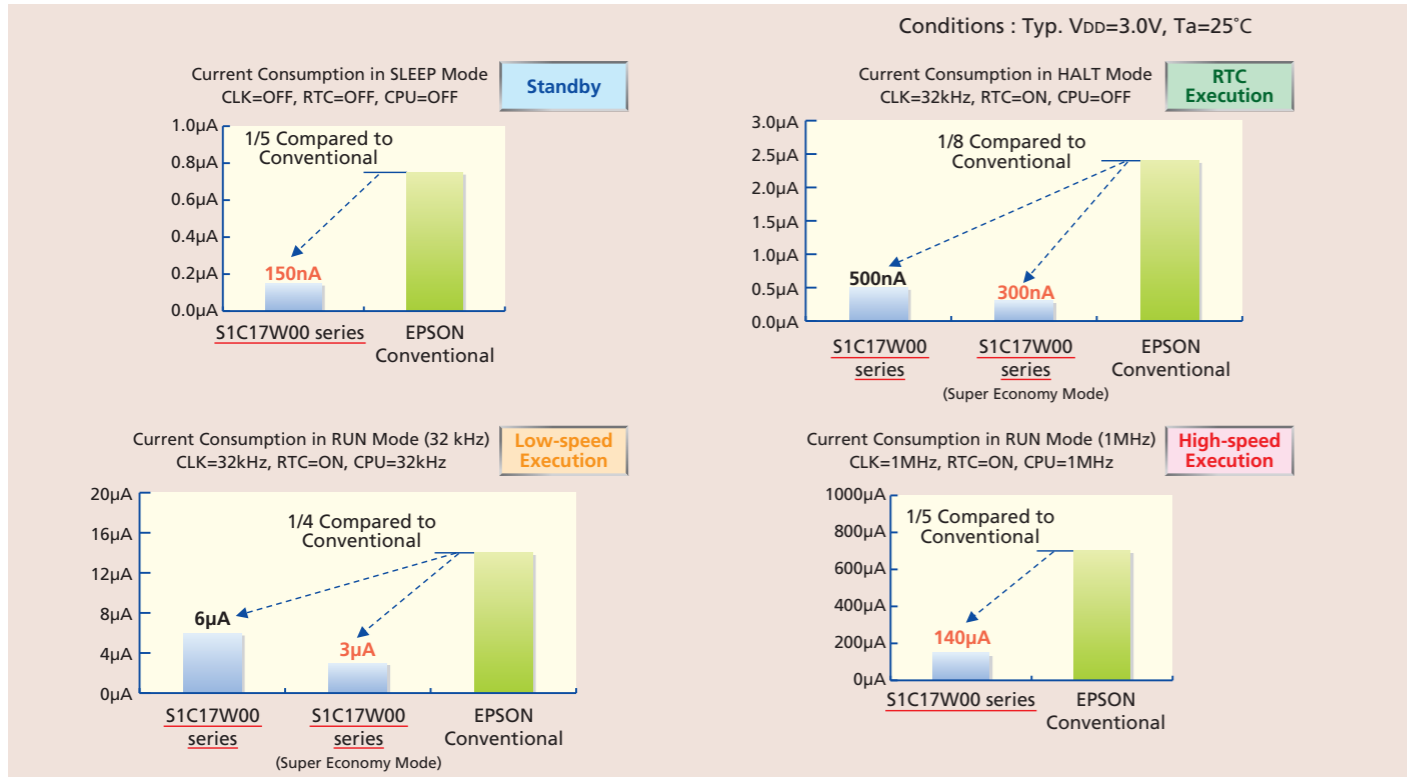 Conditions : Typ. VDD=3.0V, Ta=25˚C
Current Consumption in SLEEP Mode
CLK=OFF, RTC=OFF, CPU=OFF
Standby
1.0µA
0.8µA
0.6µA
0.4µA
0.2µA
0.0µA
1/5 Compared to
Conventional
150nA
S1C17W00 series
EPSON
Conventional
Current Consumption in HALT Mode
CLK=32kHz, RTC=ON, CPU=OFF
RTC
Execution
3.0µA
2.5µA
2.0µA
1.5µA
1.0µA
0.5µA
0.0µA
1/8 Compared to
Conventional
500nA
300nA
S1C17W00
series
S1C17W00
series
(Super Economy Mode)
EPSON
Conventional
Current Consumption in RUN Mode (32 kHz)
CLK=32kHz, RTC=ON, CPU=32kHz
Low-speed
Execution
20µA
16µA
12µA
8µA
4µA
0µA
1/4 Compared to
Conventional
6µA
3µA
S1C17W00
series
S1C17W00
series
(Super Economy Mode)
EPSON
Conventional
Current Consumption in RUN Mode (1MHz)
CLK=1MHz, RTC=ON, CPU=1MHz
High-speed
Execution
1000µA
800µA
600µA
400µA
200µA
0µA
1/5 Compared to
Conventional
140µA
S1C17W00 series
EPSON
Conventional